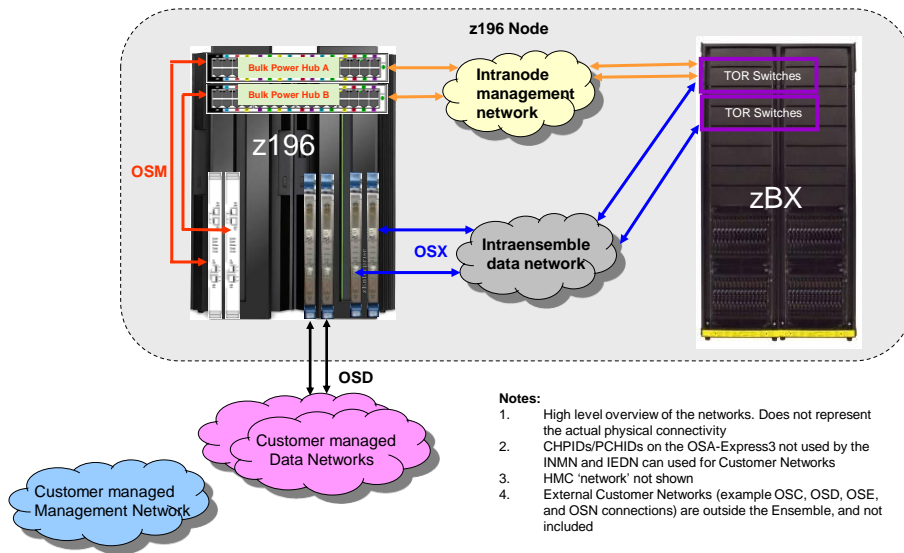 z196 Node
Bulk Power Hub A
Bulk Power Hub B
z196
OSM
Intranode
management
network
TOR Switches
TOR Switches
zBX
OSX
Intraensemble
data network
OSD
Customer managed
Data Networks
Customer managed
Management Network
Notes:
1. High level overview of the networks. Does not represent
the actual physical connectivity
2. CHPIDs/PCHIDs on the OSA-Express3 not used by the
INMN and IEDN can used for Customer Networks
3. HMC ‘network’ not shown
4. External Customer Networks (example OSC, OSD, OSE,
and OSN connections) are outside the Ensemble, and not
included